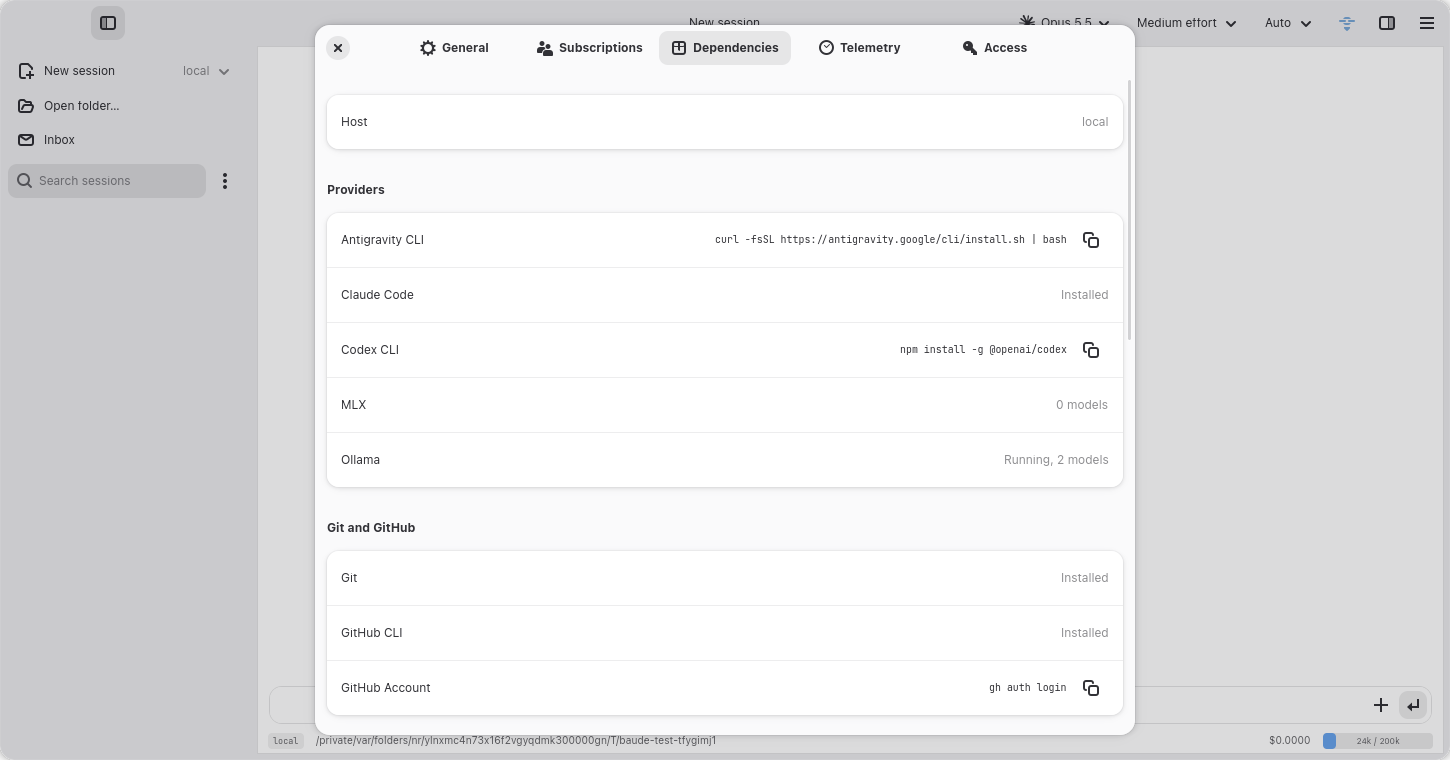 New session
Opus 5.5
Medium effort
Auto
General
Subscriptions
Dependencies
Telemetry
Access
New session local
Open folder...
Inbox
Search sessions
Host local
Providers
Antigravity CLI curl -fsSL https://antigravity.google/cli/install.sh | bash
Claude Code Installed
Codex CLI npm install -g @openai/codex
MLX 0 models
Ollama Running, 2 models
Git and GitHub
Git Installed
GitHub CLI Installed
GitHub Account gh auth login
local /private/var/folders/nr/ylnxmc4n73x16f2vgyqdmk300000gn/T/baude-test-tfygimj1 $0.0000 24k / 200k